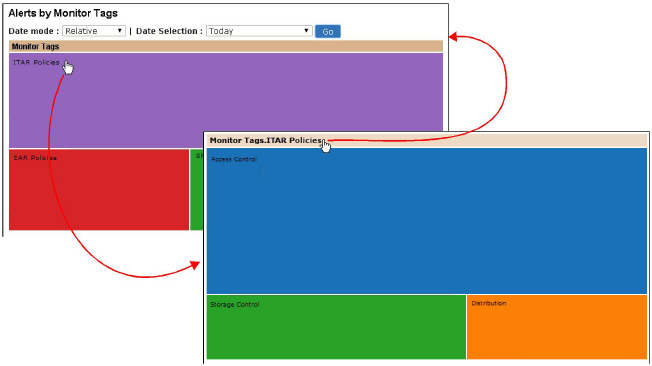 Alerts by Monitor Tags
Date mode : Relative | Date Selection : Today Go
Monitor Tags
ITAR Policies
EAR Policies
Monitor Tags.ITAR Policies
Access Control
Storage Control
Distribution